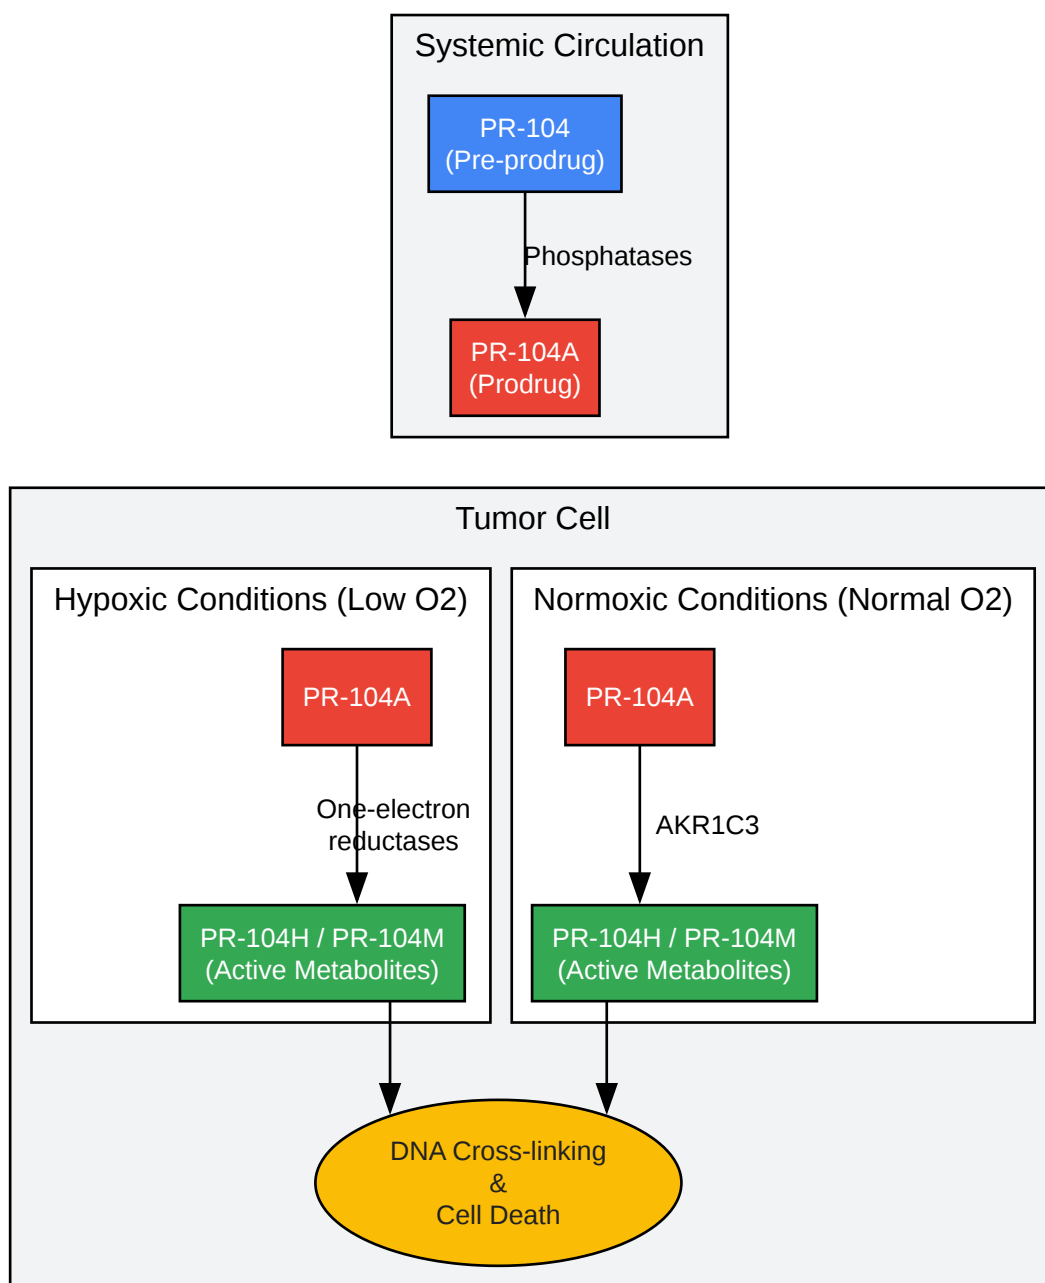 Systemic Circulation
PR-104
(Pre-prodrug)
Phosphatases
PR-104A
(Prodrug)
Tumor Cell
Hypoxic Conditions (Low O2)
PR-104A
One-electron
reductases
PR-104H / PR-104M
(Active Metabolites)
Normoxic Conditions (Normal O2)
PR-104A
AKR1C3
PR-104H / PR-104M
(Active Metabolites)
DNA Cross-linking
&
Cell Death